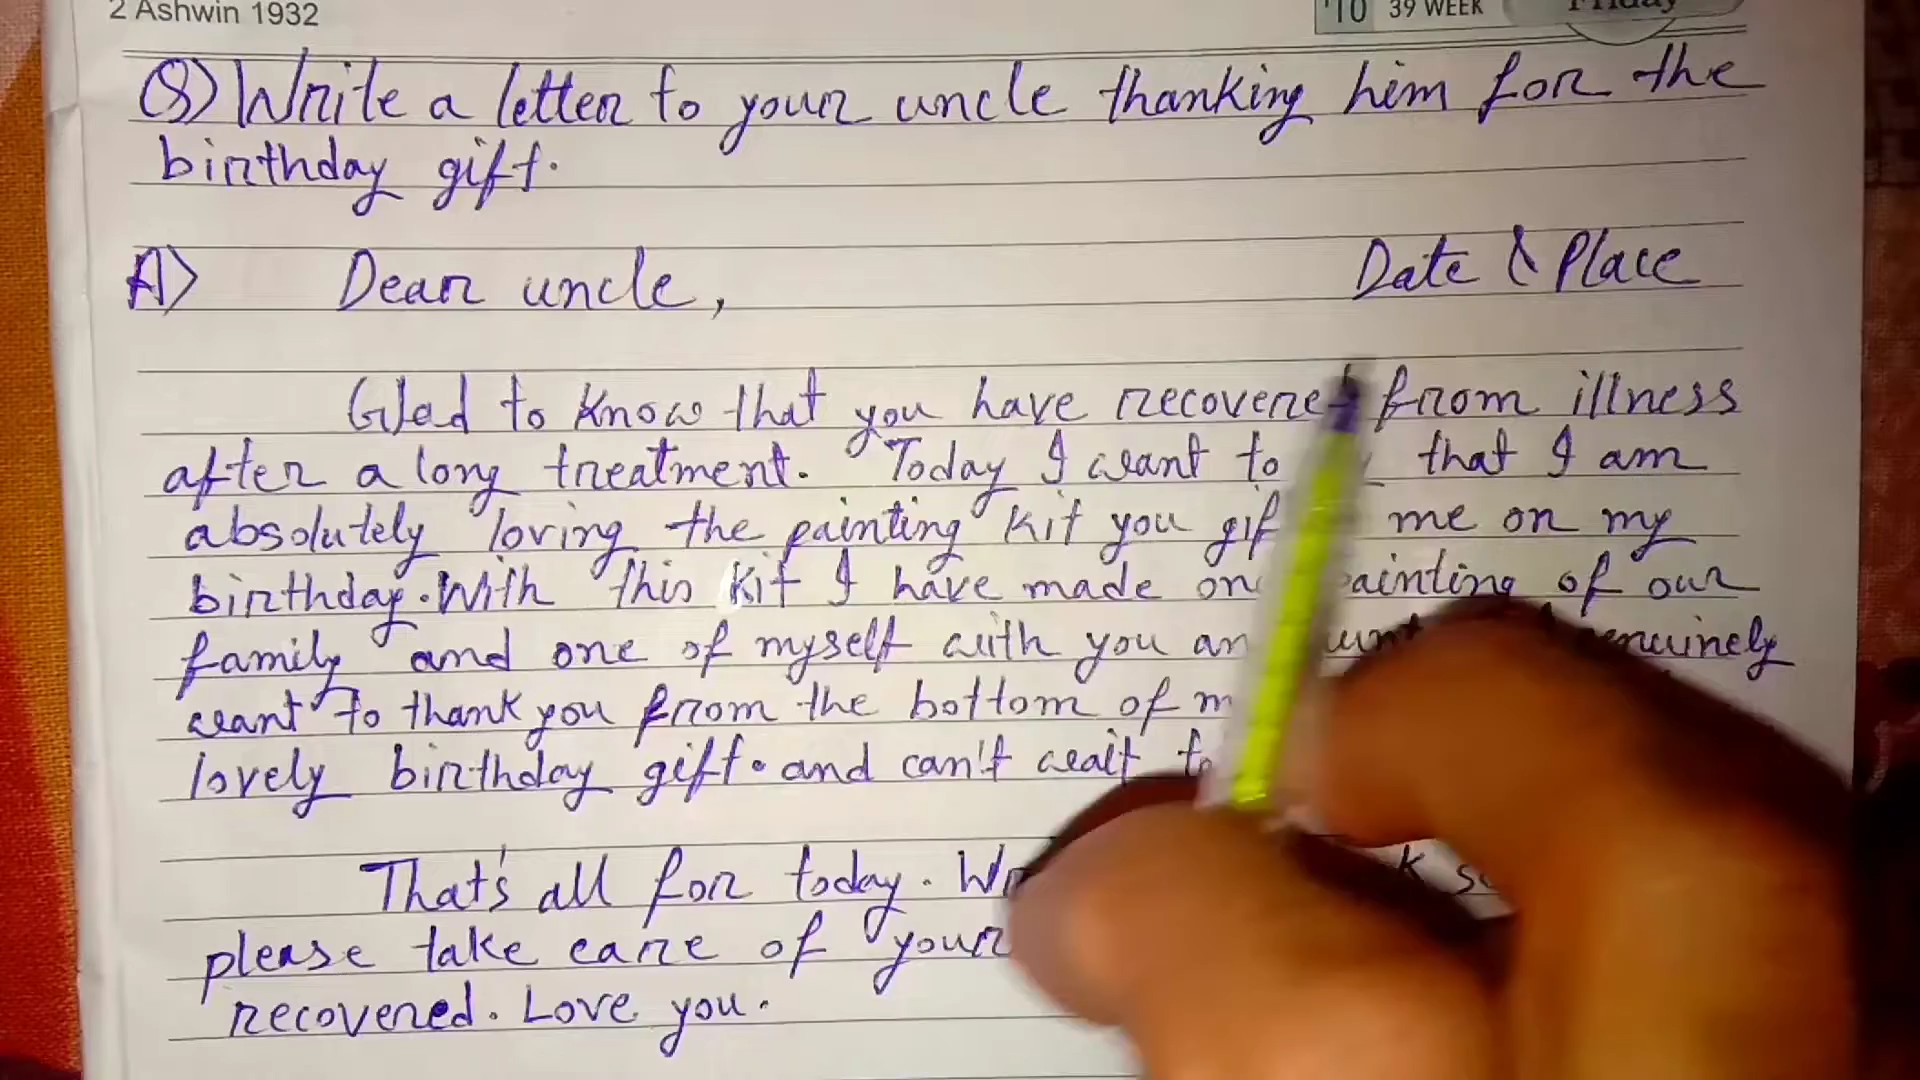 2 Ashwin 1932
'10 39 WEEK Friday
Q) Write a letter to your uncle thanking him for the
birthday gift.
A) Dear uncle, Date & Place
Glad to know that you have recovered from illness
after a long treatment. Today I want to that I am
absolutely loving the painting kit you me on my
birthday. With this kit I have made painting of our
family and one of myself with you genuinely
want to thank you from the bottom of
lovely birthday gift. and can't wait
That's all for today.
please take care of
recovered. Love you.